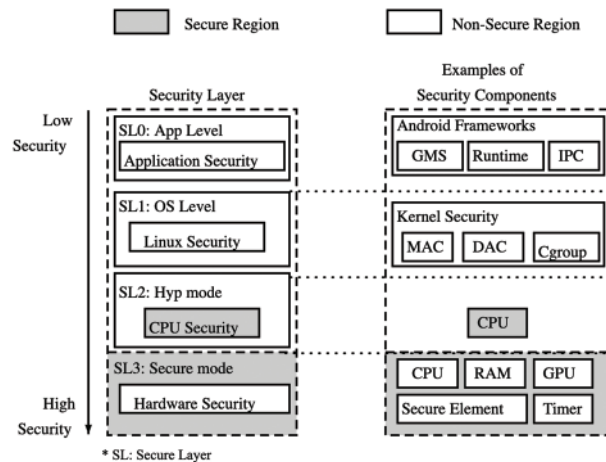 Secure Region
Non-Secure Region
Security Layer
Examples of
Security Components
Low
Security
SL0: App Level
Application Security
Android Frameworks
GMS
Runtime
IPC
SL1: OS Level
Linux Security
Kernel Security
MAC
DAC
Cgroup
SL2: Hyp mode
CPU Security
CPU
SL3: Secure mode
Hardware Security
CPU
RAM
GPU
Secure Element
Timer
High
Security
* SL: Secure Layer